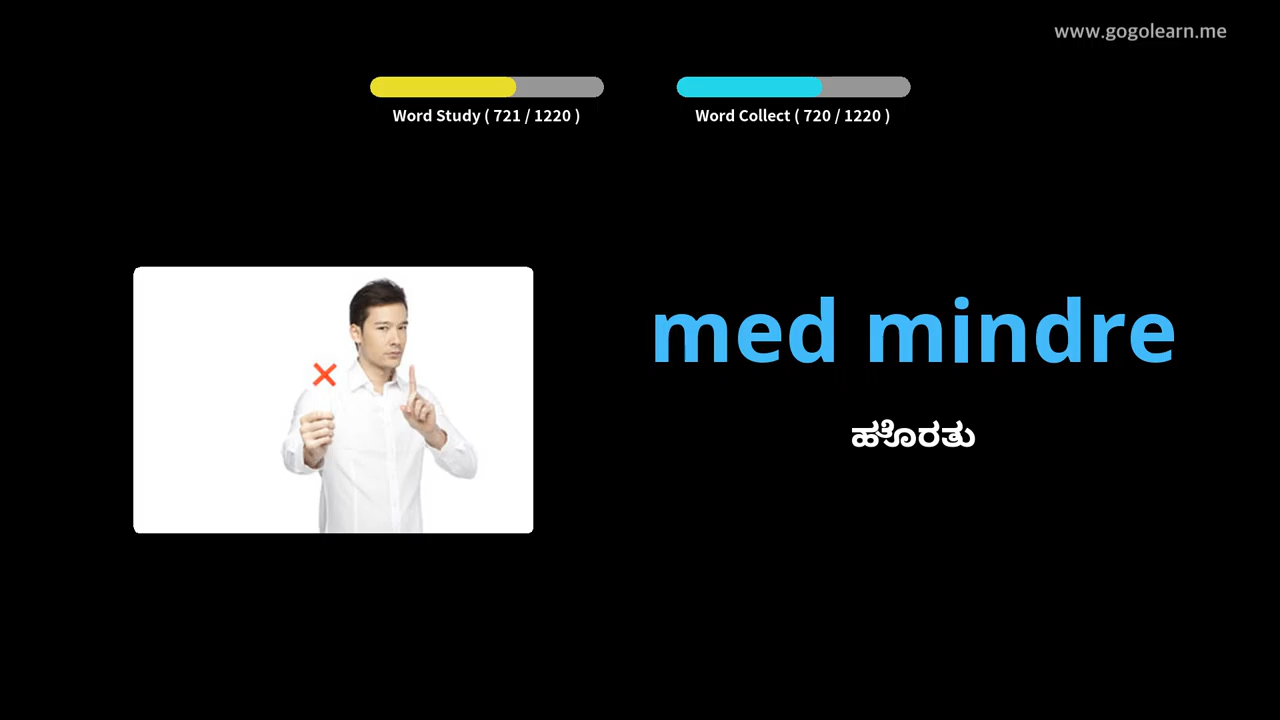 www.gogolearn.me
Word Study ( 721 / 1220 )
Word Collect ( 720 / 1220 )
med mindre
ಹೊರತು